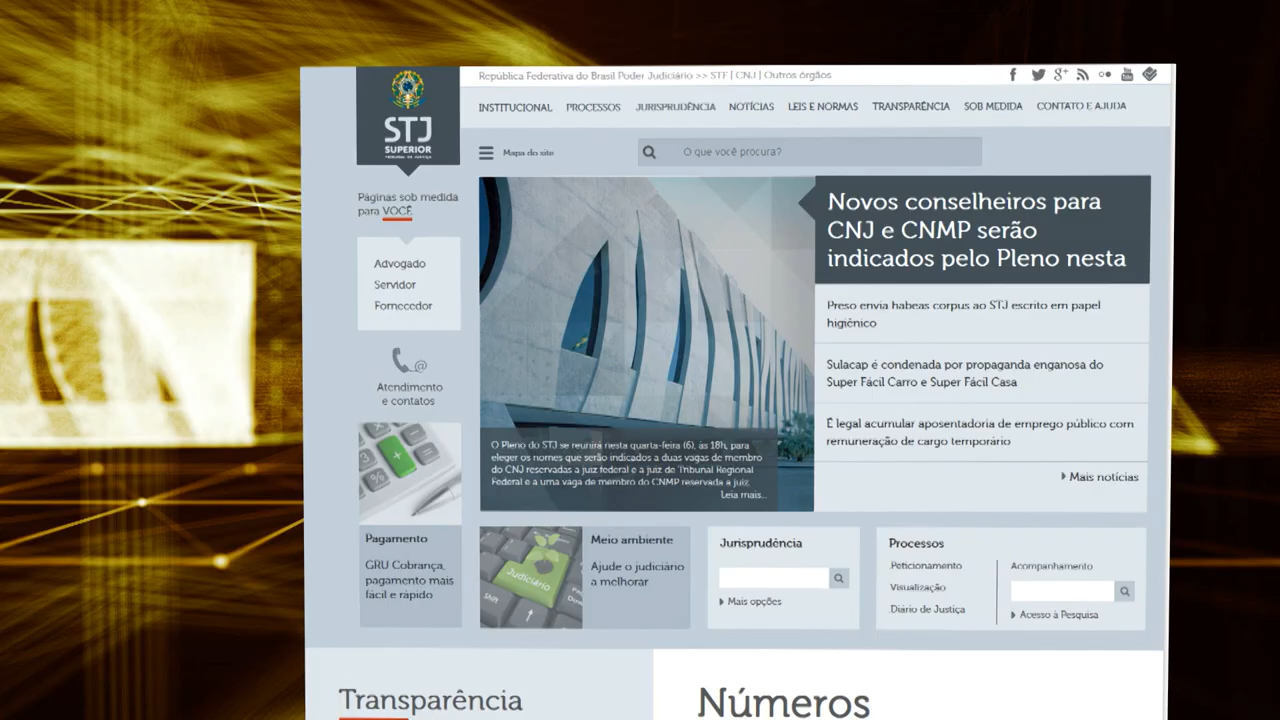 República Federativa do Brasil Poder Judiciário >> STF | CNJ | Outros órgãos
STJ
SUPERIOR
TRIBUNAL DE JUSTIÇA
INSTITUCIONAL PROCESSOS JURISPRUDÊNCIA NOTÍCIAS LEIS E NORMAS TRANSPARÊNCIA SOB MEDIDA CONTATO E AJUDA
Mapa do site
O que você procura?
Páginas sob medida
para VOCÊ
Advogado
Servidor
Fornecedor
Atendimento
e contatos
Novos conselheiros para
CNJ e CNMP serão
indicados pelo Pleno nesta
Preso envia habeas corpus ao STJ escrito em papel
higiênico
Sulacap é condenada por propaganda enganosa do
Super Fácil Carro e Super Fácil Casa
É legal acumular aposentadoria de emprego público com
remuneração de cargo temporário
Mais notícias
O Pleno do STJ se reunirá nesta quarta-feira (6), às 18h, para
eleger os nomes que serão indicados a duas vagas de membro
do CNJ reservadas a juiz federal e a juiz de Tribunal Regional
Federal e a uma vaga de membro do CNMP reservada a juiz
Leia mais...
Pagamento
GRU Cobrança,
pagamento mais
fácil e rápido
Judiciário
Shift
Meio ambiente
Ajude o judiciário
a melhorar
Jurisprudência
Mais opções
Processos
Peticionamento
Visualização
Diário de Justiça
Acompanhamento
Acesso à Pesquisa
Transparência
Números